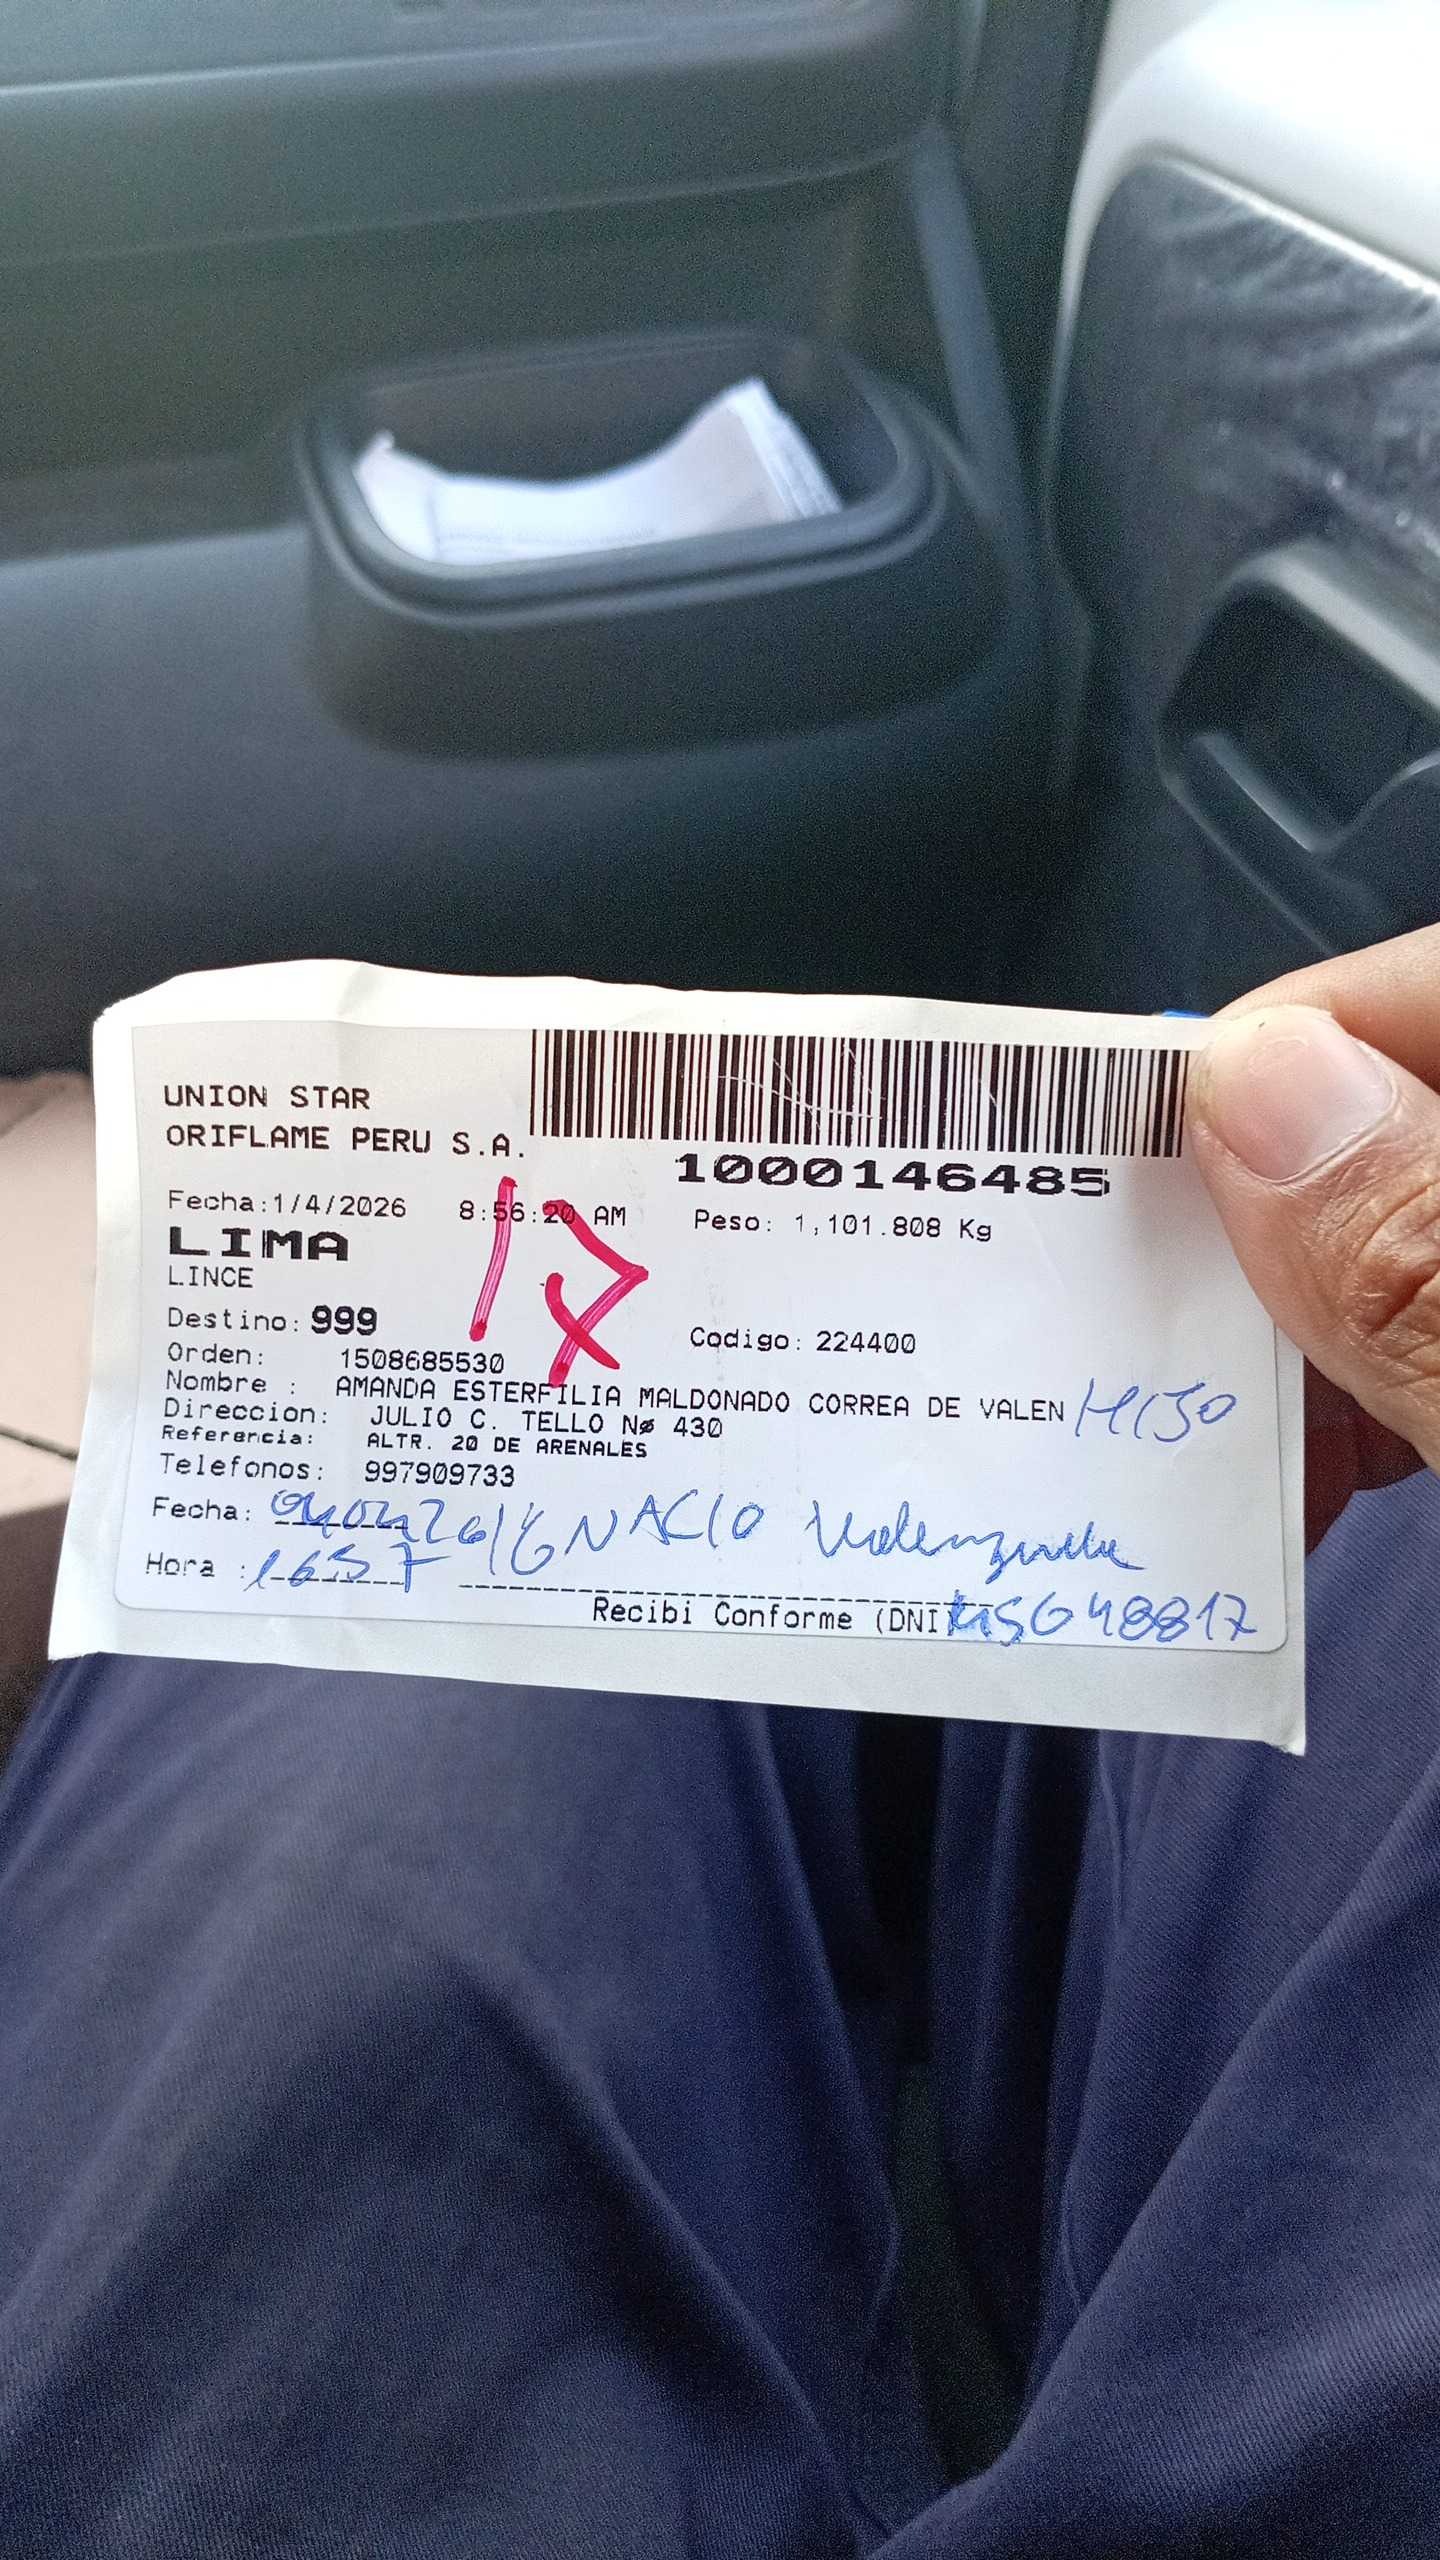 UNION STAR
ORIFLAME PERU S.A.
1000146485
Fecha:1/4/2026 8:56:20 AM Peso: 1,101.808 Kg
LIMA
17
LINCE
Destino: 999
Codigo: 224400
Orden: 1508685530
Nombre : AMANDA ESTERFILIA MALDONADO CORREA DE VALEN HIJO
Direccion: JULIO C. TELLO Nø 430
Referencia: ALTR. 20 DE ARENALES
Telefonos: 997909733
Fecha: IGNACIO Valenzuela
Hora : 1657
Recibi Conforme (DNI)